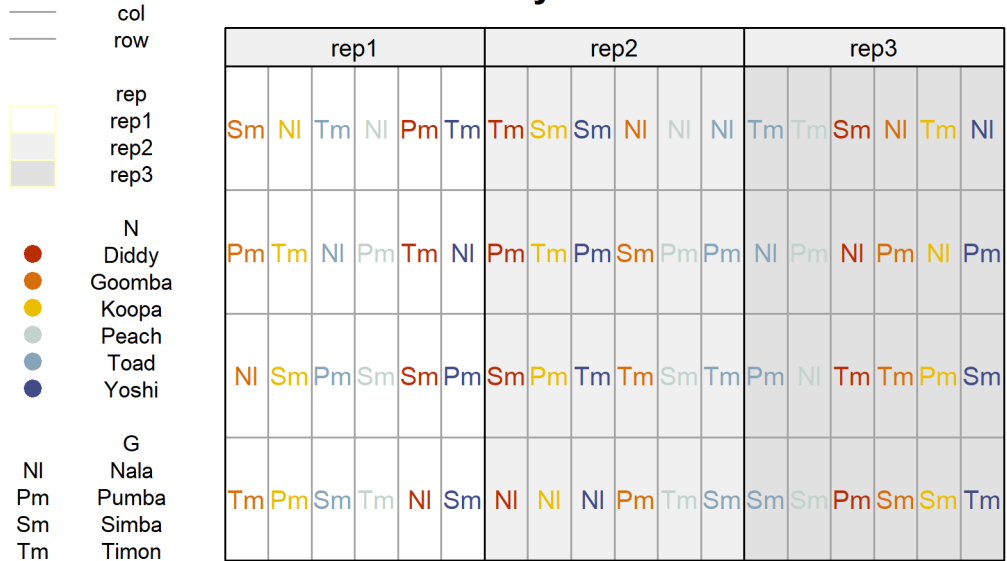 col
row
rep
rep1
rep2
rep3
N
Diddy
Goomba
Koopa
Peach
Toad
Yoshi
G
Nl Nala
Pm Pumba
Sm Simba
Tm Timon
rep1 rep2 rep3
Sm Nl Tm Nl Pm Tm Tm Sm Sm Nl Nl Nl Tm Tm Sm Nl Tm Nl
Pm Tm Nl Pm Tm Nl Pm Tm Pm Sm Pm Pm Nl Pm Nl Pm Nl Pm
Nl Sm Pm Sm Sm Pm Sm Pm Tm Tm Sm Tm Pm Nl Tm Tm Pm Sm
Tm Pm Sm Tm Nl Sm Nl Nl Nl Pm Tm Sm Sm Sm Pm Sm Sm Tm